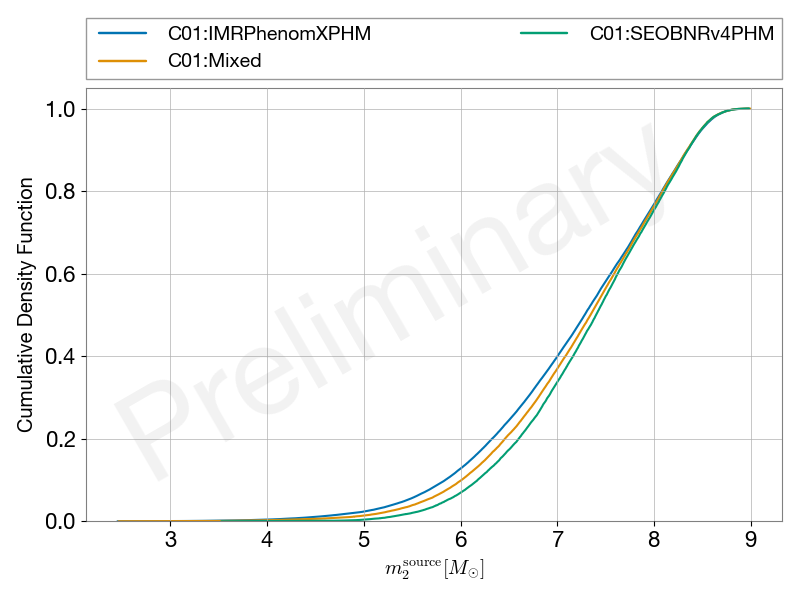 C01:IMRPhenomXPHM
C01:Mixed
C01:SEOBNRv4PHM
Cumulative Density Function
1.0
0.8
0.6
0.4
0.2
0.0
Preliminary
3 4 5 6 7 8 9
m₂^source [M⊙]